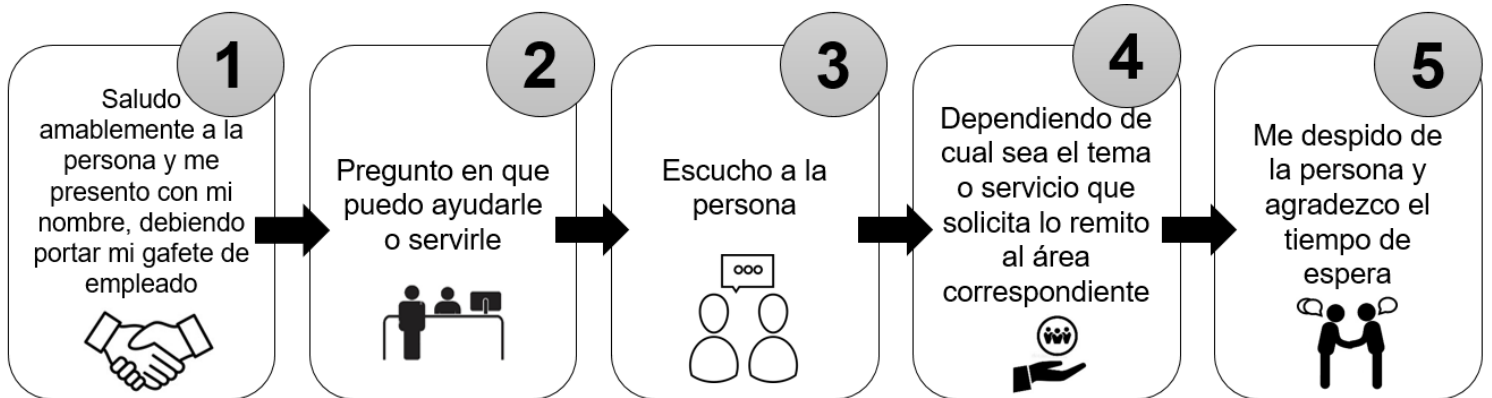 1
Saludo
amablemente a la
persona y me
presento con mi
nombre, debiendo
portar mi gafete de
empleado
2
Pregunto en que
puedo ayudarle
o servirle
3
Escucho a la
persona
4
Dependiendo de
cual sea el tema
o servicio que
solicita lo remito
al área
correspondiente
5
Me despido de
la persona y
agradezco el
tiempo de
espera